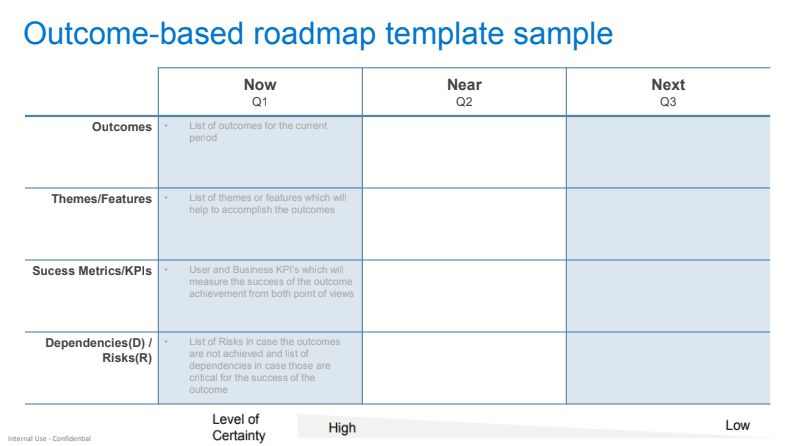 Outcome-based roadmap template sample
Now
Q1
Near
Q2
Next
Q3
Outcomes
• List of outcomes for the current
period
Themes/Features
• List of themes or features which will
help to accomplish the outcomes
Sucess Metrics/KPIs
• User and Business KPI's which will
measure the success of the outcome
achievement from both point of views
Dependencies(D) /
Risks(R)
• List of Risks in case the outcomes
are not achieved and list of
dependencies in case those are
critical for the success of the
outcome
Level of
Certainty
High
Low
Internal Use - Confidential